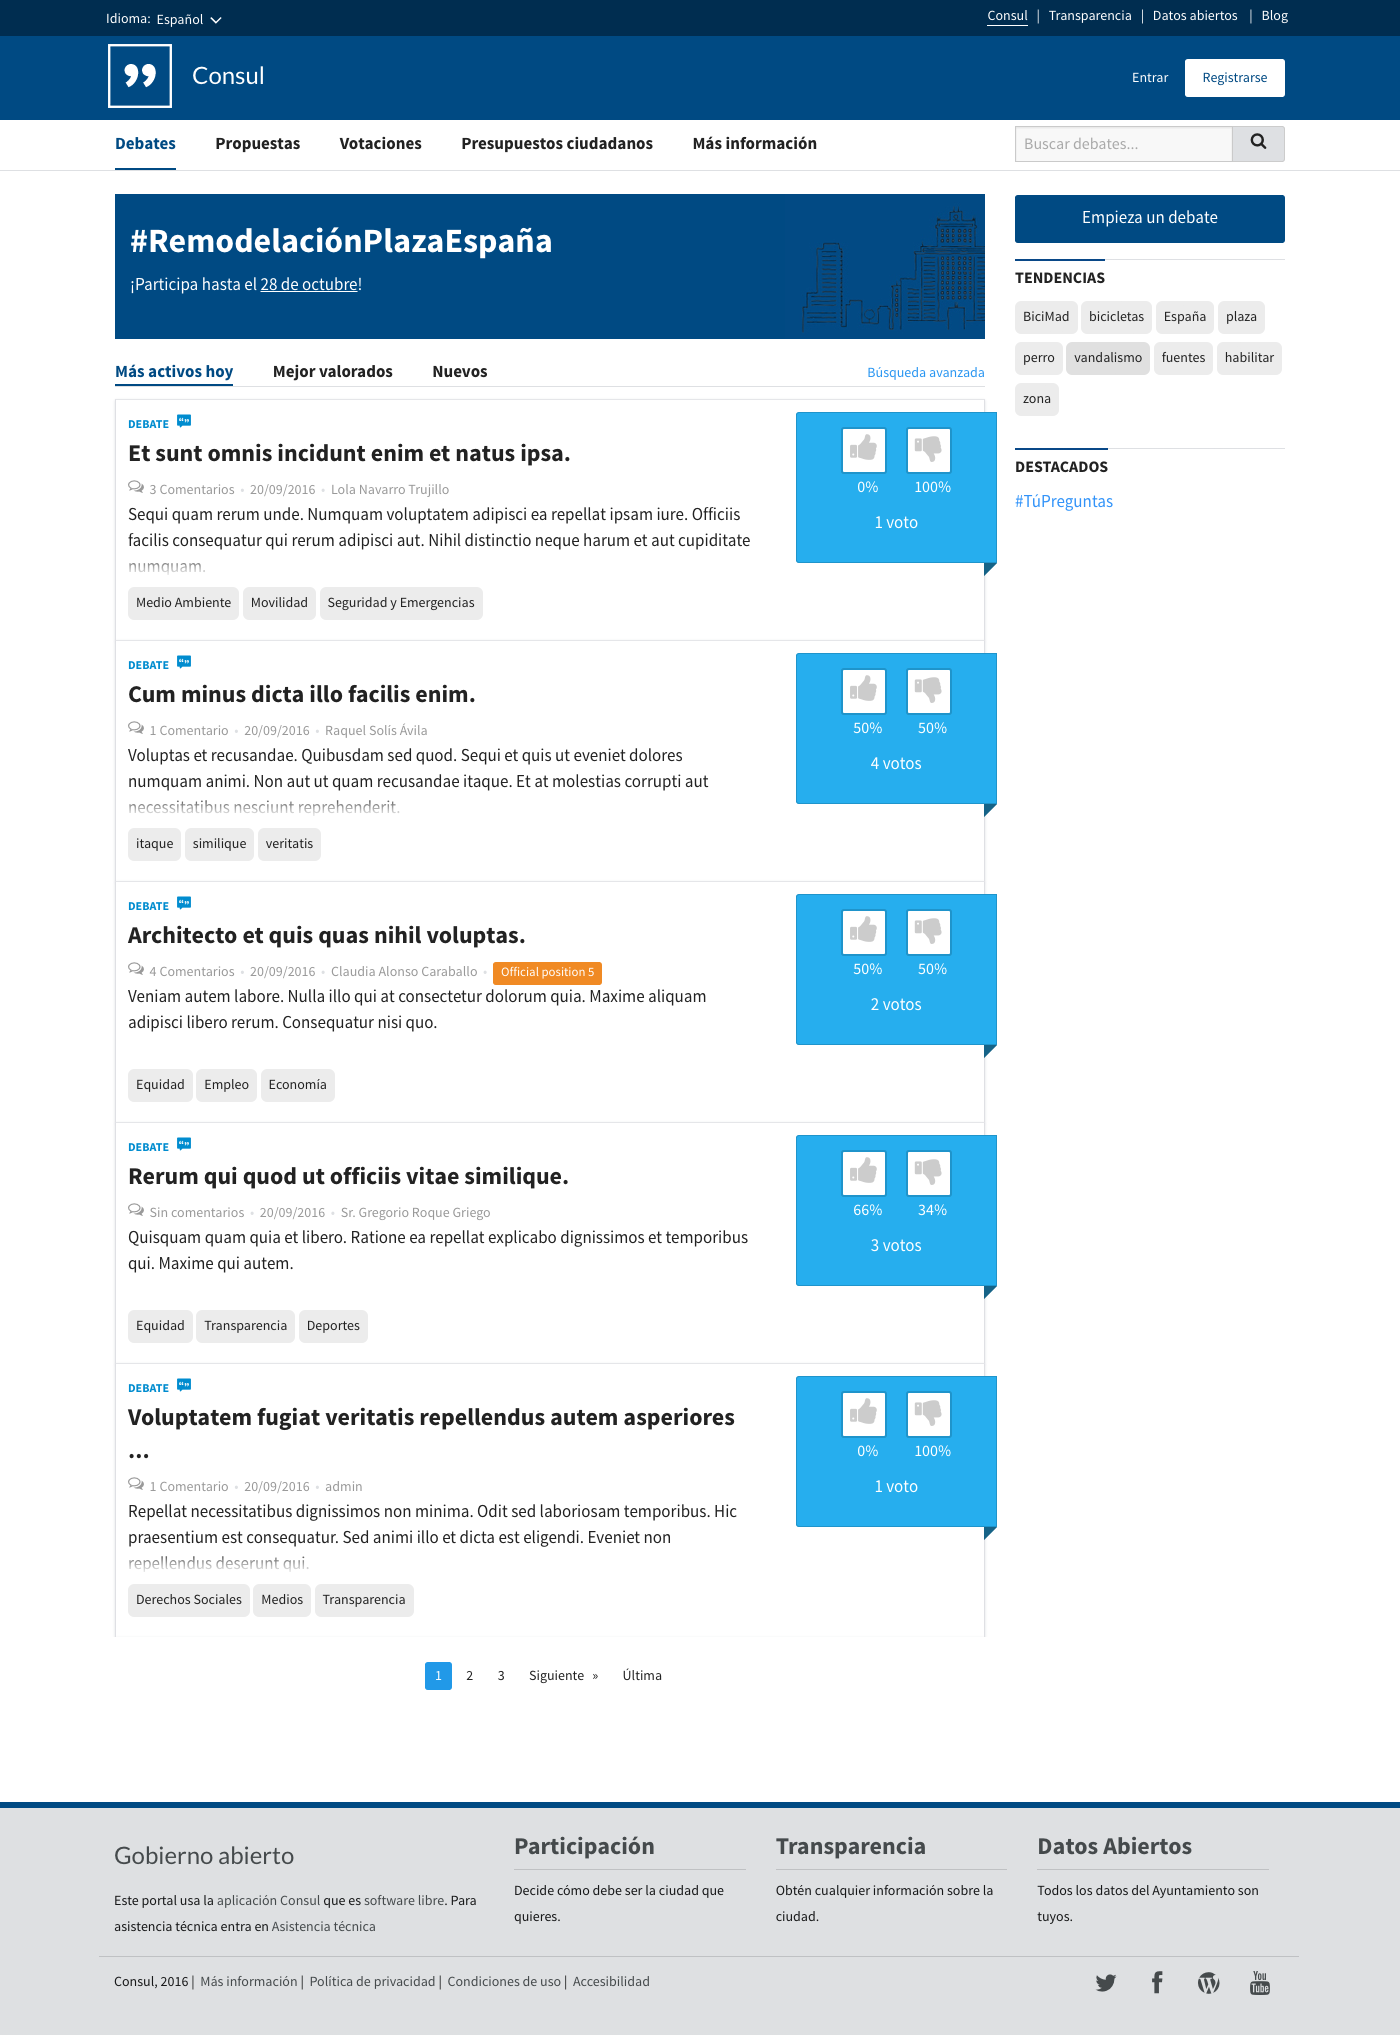 Idioma: Español
Consul | Transparencia | Datos abiertos | Blog
Consul
Entrar
Registrarse
Debates Propuestas Votaciones Presupuestos ciudadanos Más información
Buscar debates...
#RemodelaciónPlazaEspaña
¡Participa hasta el 28 de octubre!
Más activos hoy Mejor valorados Nuevos
Búsqueda avanzada
DEBATE
Et sunt omnis incidunt enim et natus ipsa.
3 Comentarios • 20/09/2016 • Lola Navarro Trujillo
Sequi quam rerum unde. Numquam voluptatem adipisci ea repellat ipsam iure. Officiis
facilis consequatur qui rerum adipisci aut. Nihil distinctio neque harum et aut cupiditate
numquam.
Medio Ambiente Movilidad Seguridad y Emergencias
0% 100%
1 voto
DEBATE
Cum minus dicta illo facilis enim.
1 Comentario • 20/09/2016 • Raquel Solís Ávila
Voluptas et recusandae. Quibusdam sed quod. Sequi et quis ut eveniet dolores
numquam animi. Non aut ut quam recusandae itaque. Et at molestias corrupti aut
necessitatibus nesciunt reprehenderit.
itaque similique veritatis
50% 50%
4 votos
DEBATE
Architecto et quis quas nihil voluptas.
4 Comentarios • 20/09/2016 • Claudia Alonso Caraballo • Official position 5
Veniam autem labore. Nulla illo qui at consectetur dolorum quia. Maxime aliquam
adipisci libero rerum. Consequatur nisi quo.
Equidad Empleo Economía
50% 50%
2 votos
DEBATE
Rerum qui quod ut officiis vitae similique.
Sin comentarios • 20/09/2016 • Sr. Gregorio Roque Griego
Quisquam quam quia et libero. Ratione ea repellat explicabo dignissimos et temporibus
qui. Maxime qui autem.
Equidad Transparencia Deportes
66% 34%
3 votos
DEBATE
Voluptatem fugiat veritatis repellendus autem asperiores
...
1 Comentario • 20/09/2016 • admin
Repellat necessitatibus dignissimos non minima. Odit sed laboriosam temporibus. Hic
praesentium est consequatur. Sed animi illo et dicta est eligendi. Eveniet non
repellendus deserunt qui.
Derechos Sociales Medios Transparencia
0% 100%
1 voto
1 2 3 Siguiente » Última
Empieza un debate
TENDENCIAS
BiciMad bicicletas España plaza
perro vandalismo fuentes habilitar
zona
DESTACADOS
#TúPreguntas
Gobierno abierto
Este portal usa la aplicación Consul que es software libre. Para
asistencia técnica entra en Asistencia técnica
Participación
Decide cómo debe ser la ciudad que
quieres.
Transparencia
Obtén cualquier información sobre la
ciudad.
Datos Abiertos
Todos los datos del Ayuntamiento son
tuyos.
Consul, 2016 | Más información | Política de privacidad | Condiciones de uso | Accesibilidad
You
Tube